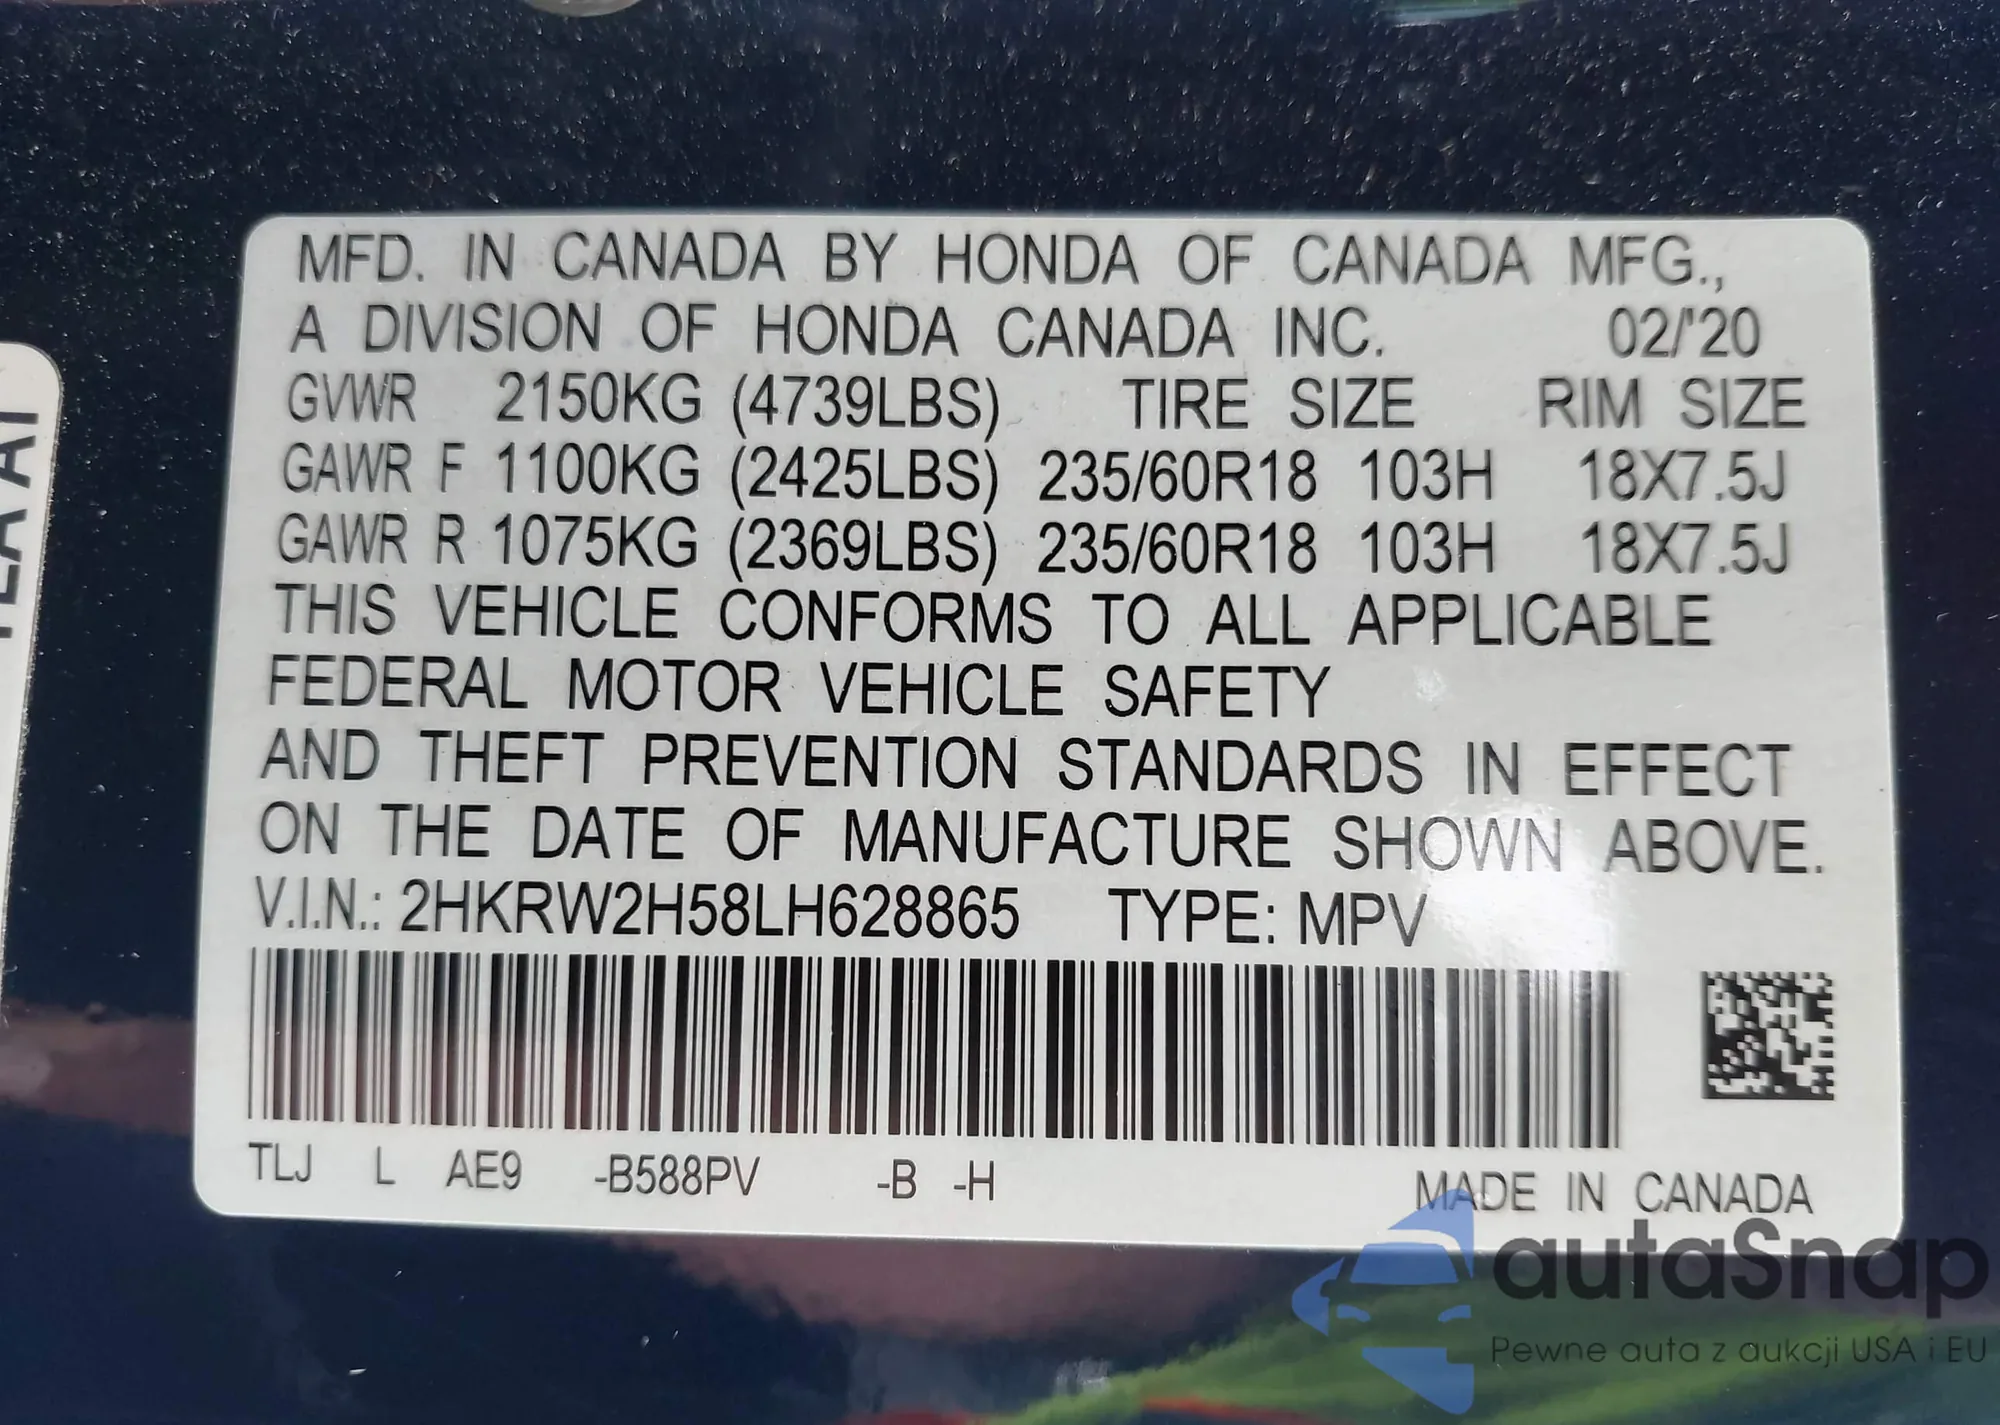 MFD. IN CANADA BY HONDA OF CANADA MFG.,
A DIVISION OF HONDA CANADA INC. 02/'20
GVWR 2150KG (4739LBS) TIRE SIZE RIM SIZE
GAWR F 1100KG (2425LBS) 235/60R18 103H 18X7.5J
GAWR R 1075KG (2369LBS) 235/60R18 103H 18X7.5J
THIS VEHICLE CONFORMS TO ALL APPLICABLE
FEDERAL MOTOR VEHICLE SAFETY
AND THEFT PREVENTION STANDARDS IN EFFECT
ON THE DATE OF MANUFACTURE SHOWN ABOVE.
V.I.N.: 2HKRW2H58LH628865 TYPE: MPV
TLJ L AE9 -B588PV -B -H MADE IN CANADA
autaSnap
Pewne auta z aukcji USA i EU